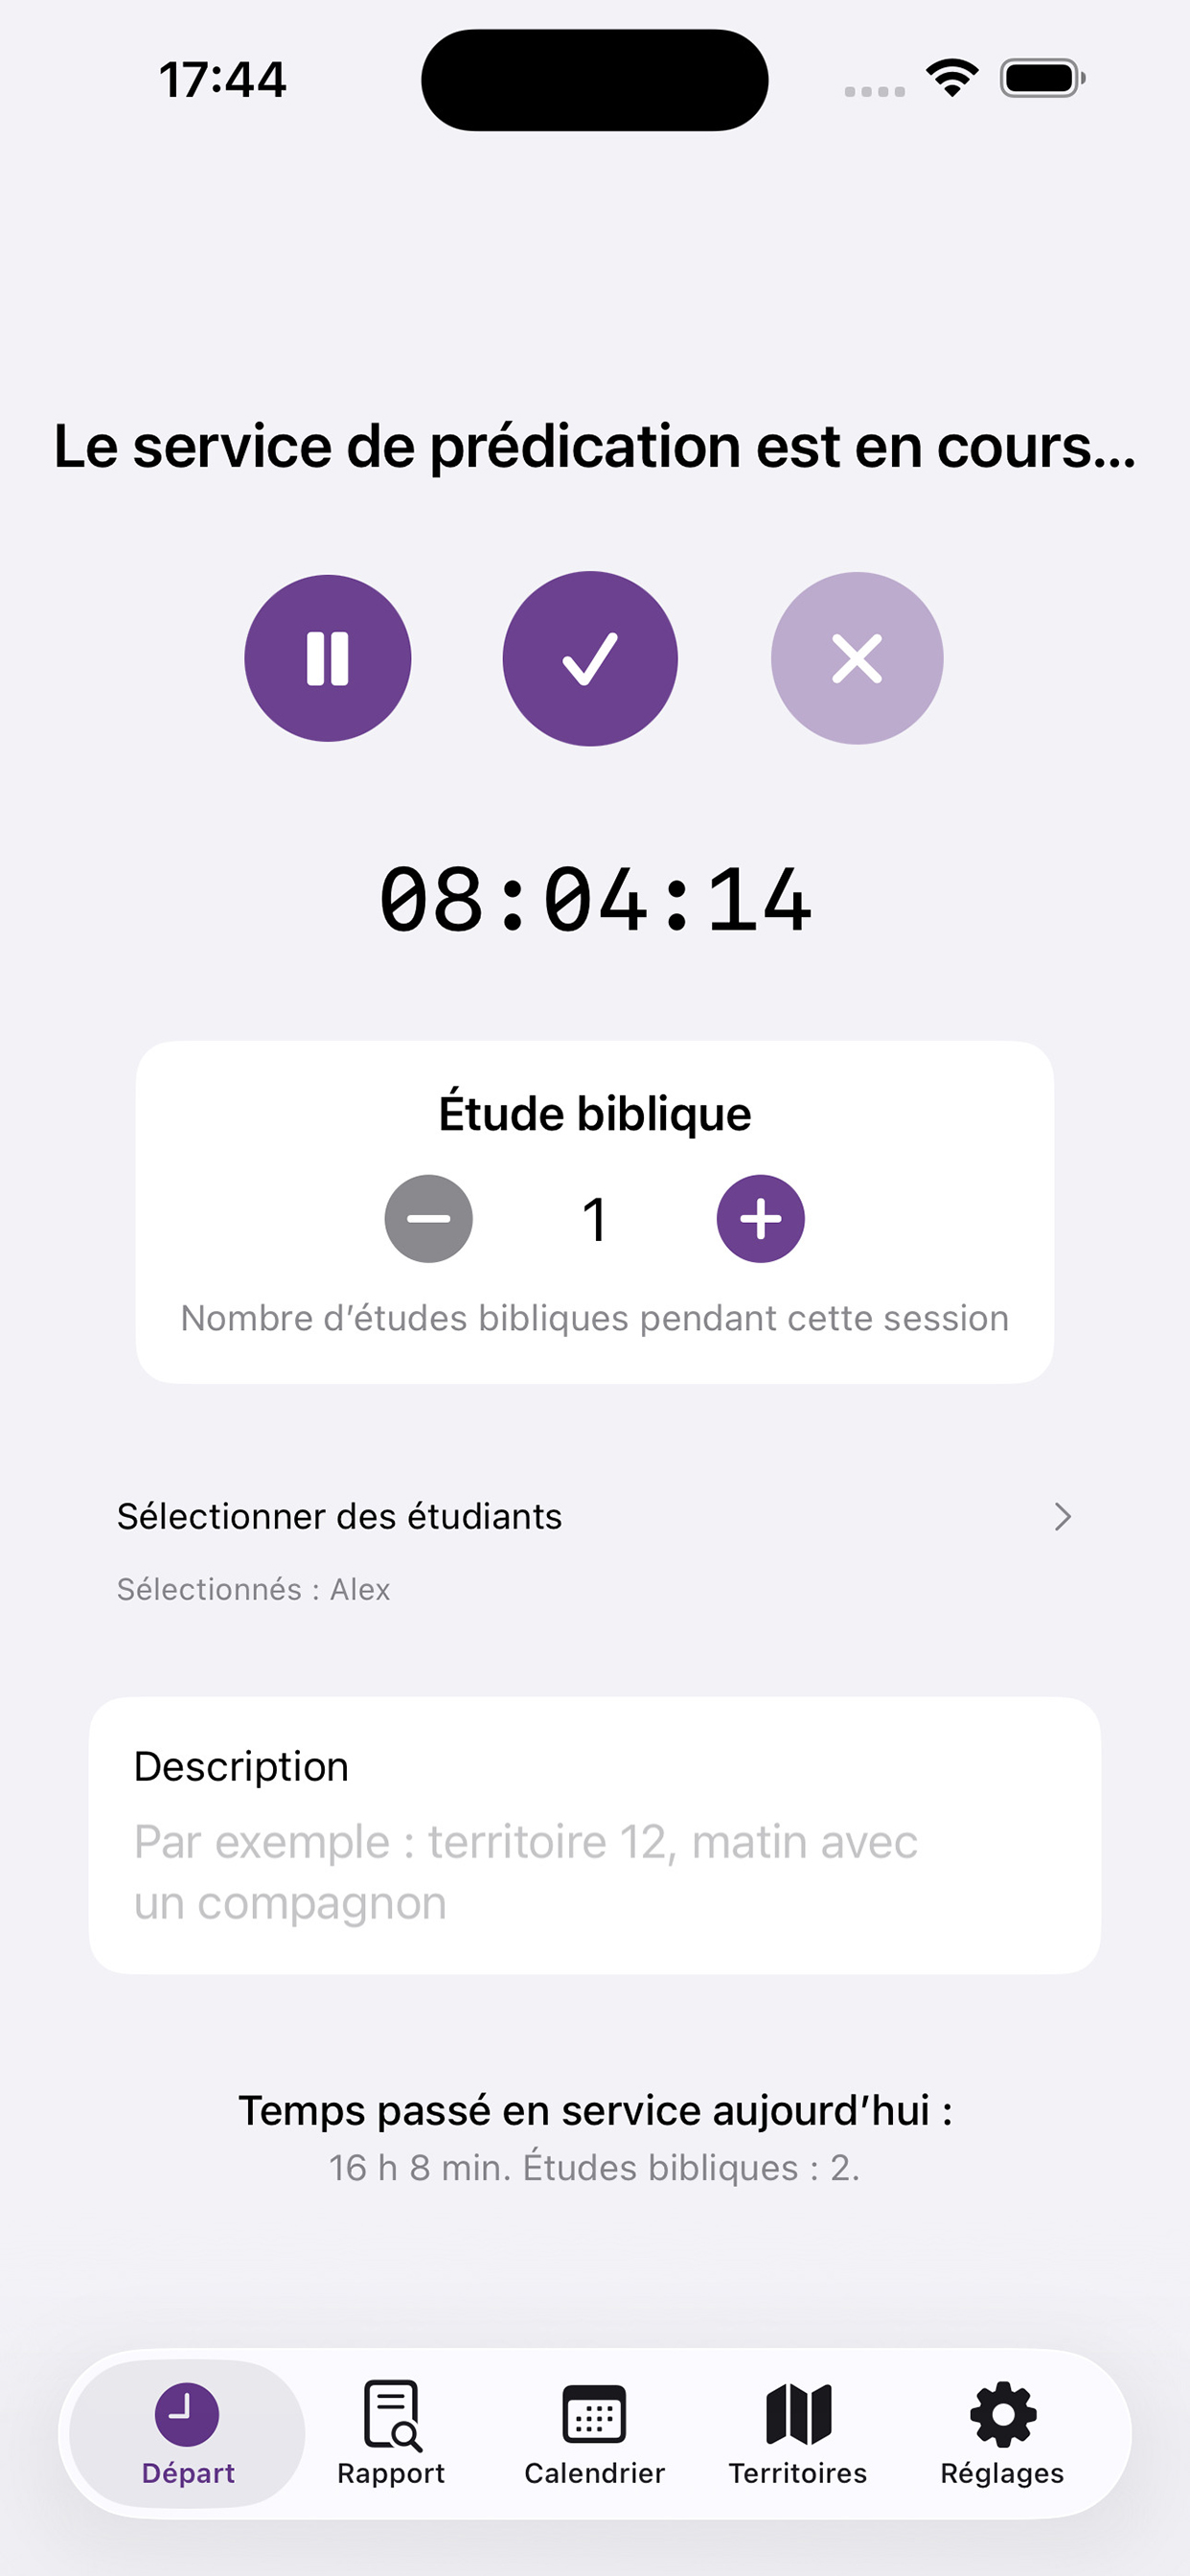 17:44
Le service de prédication est en cours...
08:04:14
Étude biblique
1
Nombre d’études bibliques pendant cette session
Sélectionner des étudiants
Sélectionnés : Alex
Description
Par exemple : territoire 12, matin avec
un compagnon
Temps passé en service aujourd’hui :
16 h 8 min. Études bibliques : 2.
Départ
Rapport
Calendrier
Territoires
Réglages